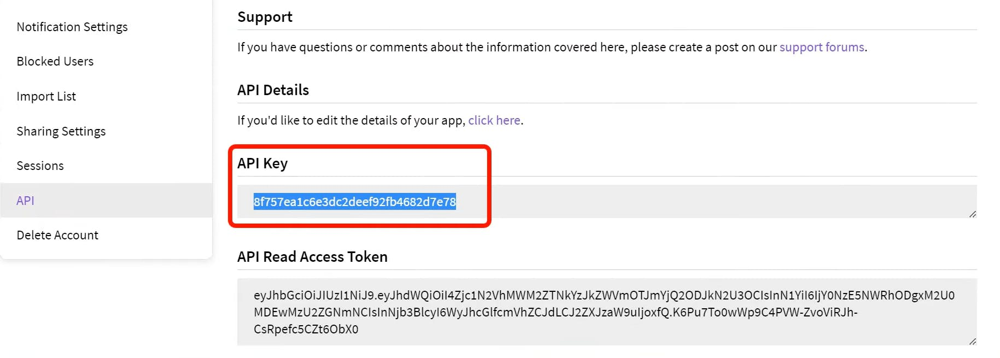 Notification Settings
Blocked Users
Import List
Sharing Settings
Sessions
API
Delete Account
Support
If you have questions or comments about the information covered here, please create a post on our support forums.
API Details
If you'd like to edit the details of your app, click here.
API Key
8f757ea1c6e3dc2deef92fb4682d7e78
API Read Access Token
eyJhbGciOiJIUzI1NiJ9.eyJhdWQiOiI4Zjc1N2VhMWM2ZTNkYzJkZWVmOTJmYjQ2ODJkN2U3OCIsInN1YiI6IjY0NzE5NWRhODgxM2U0
MDEwMzU2ZGNmNCIsInNjb3BlcyI6WyJhcGlfcmVhZCJdLCJ2ZXJzaW9uIjoxfQ.K6Pu7To0wWp9C4PVW-ZvoViRJh-
CsRpefc5CZt6ObX0